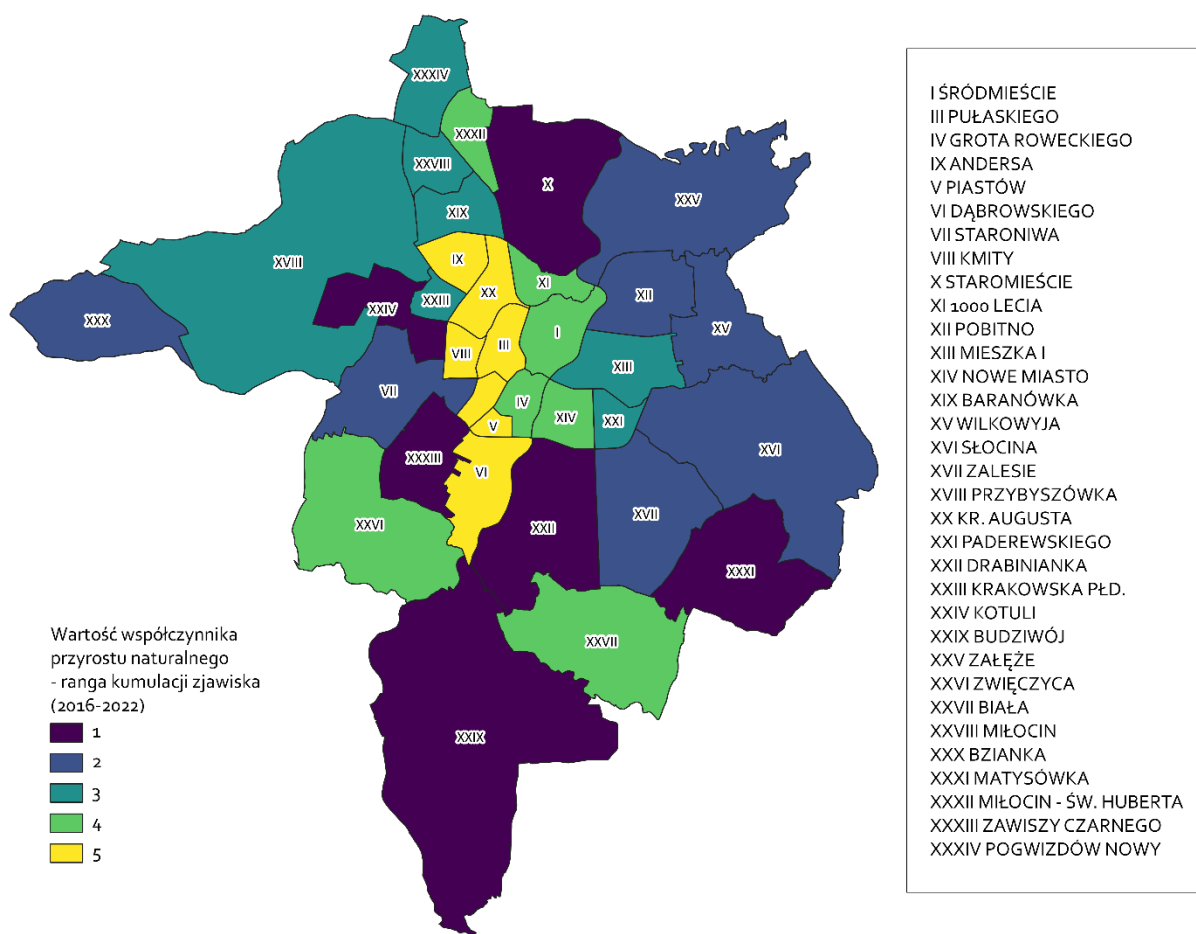 XXXIV
XXXII
XXVIII
X
XXV
XIX
IX
XVIII
XI
XX
XII
XXIII
XXIV
XXX
XV
I
III
VIII
XIII
VII
IV
XIV
XXI
V
XVI
XXXIII
VI
XXVI
XVII
XXII
XXXI
XXVII
XXIX
Wartość współczynnika
przyrostu naturalnego
- ranga kumulacji zjawiska
(2016-2022)
1
2
3
4
5
I ŚRÓDMIEŚCIE
III PUŁASKIEGO
IV GROTA ROWECKIEGO
IX ANDERSA
V PIASTÓW
VI DĄBROWSKIEGO
VII STARONIWA
VIII KMITY
X STAROMIEŚCIE
XI 1000 LECIA
XII POBITNO
XIII MIESZKA I
XIV NOWE MIASTO
XIX BARANÓWKA
XV WILKOWYJA
XVI SŁOCINA
XVII ZALESIE
XVIII PRZYBYSZÓWKA
XX KR. AUGUSTA
XXI PADEREWSKIEGO
XXII DRABINIANKA
XXIII KRAKOWSKA PŁD.
XXIV KOTULI
XXIX BUDZIWÓJ
XXV ZAŁĘŻE
XXVI ZWIĘCZYCA
XXVII BIAŁA
XXVIII MIŁOCIN
XXX BZIANKA
XXXI MATYSÓWKA
XXXII MIŁOCIN - ŚW. HUBERTA
XXXIII ZAWISZY CZARNEGO
XXXIV POGWIZDÓW NOWY